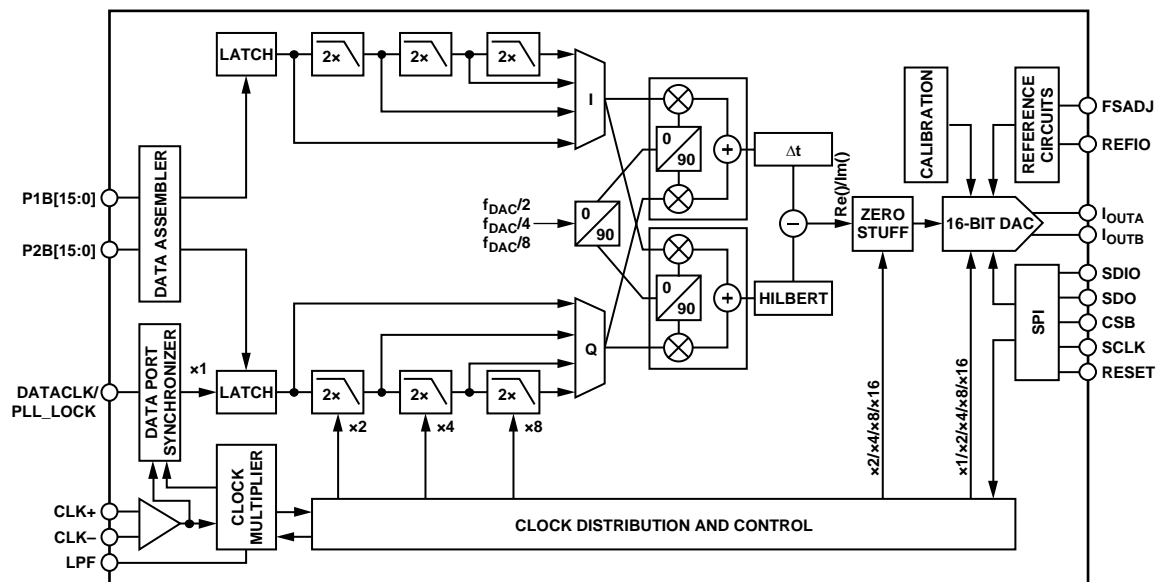 LATCH
2×
2×
2×
I
P1B[15:0]
P2B[15:0]
DATA ASSEMBLER
f_DAC/2
f_DAC/4
f_DAC/8
0
90
0
90
0
90
+
+
Δt
–
HILBERT
Re()/Im()
ZERO
STUFF
CALIBRATION
REFERENCE
CIRCUITS
16-BIT DAC
FSADJ
REFIO
I_OUTA
I_OUTB
SDIO
SDO
CSB
SCLK
RESET
SPI
DATACLK/
PLL_LOCK
DATA PORT
SYNCHRONIZER
×1
LATCH
2×
2×
2×
Q
×2
×4
×8
×2/×4/×8/×16
×1/×2/×4/×8/×16
CLK+
CLK–
LPF
CLOCK
MULTIPLIER
CLOCK DISTRIBUTION AND CONTROL